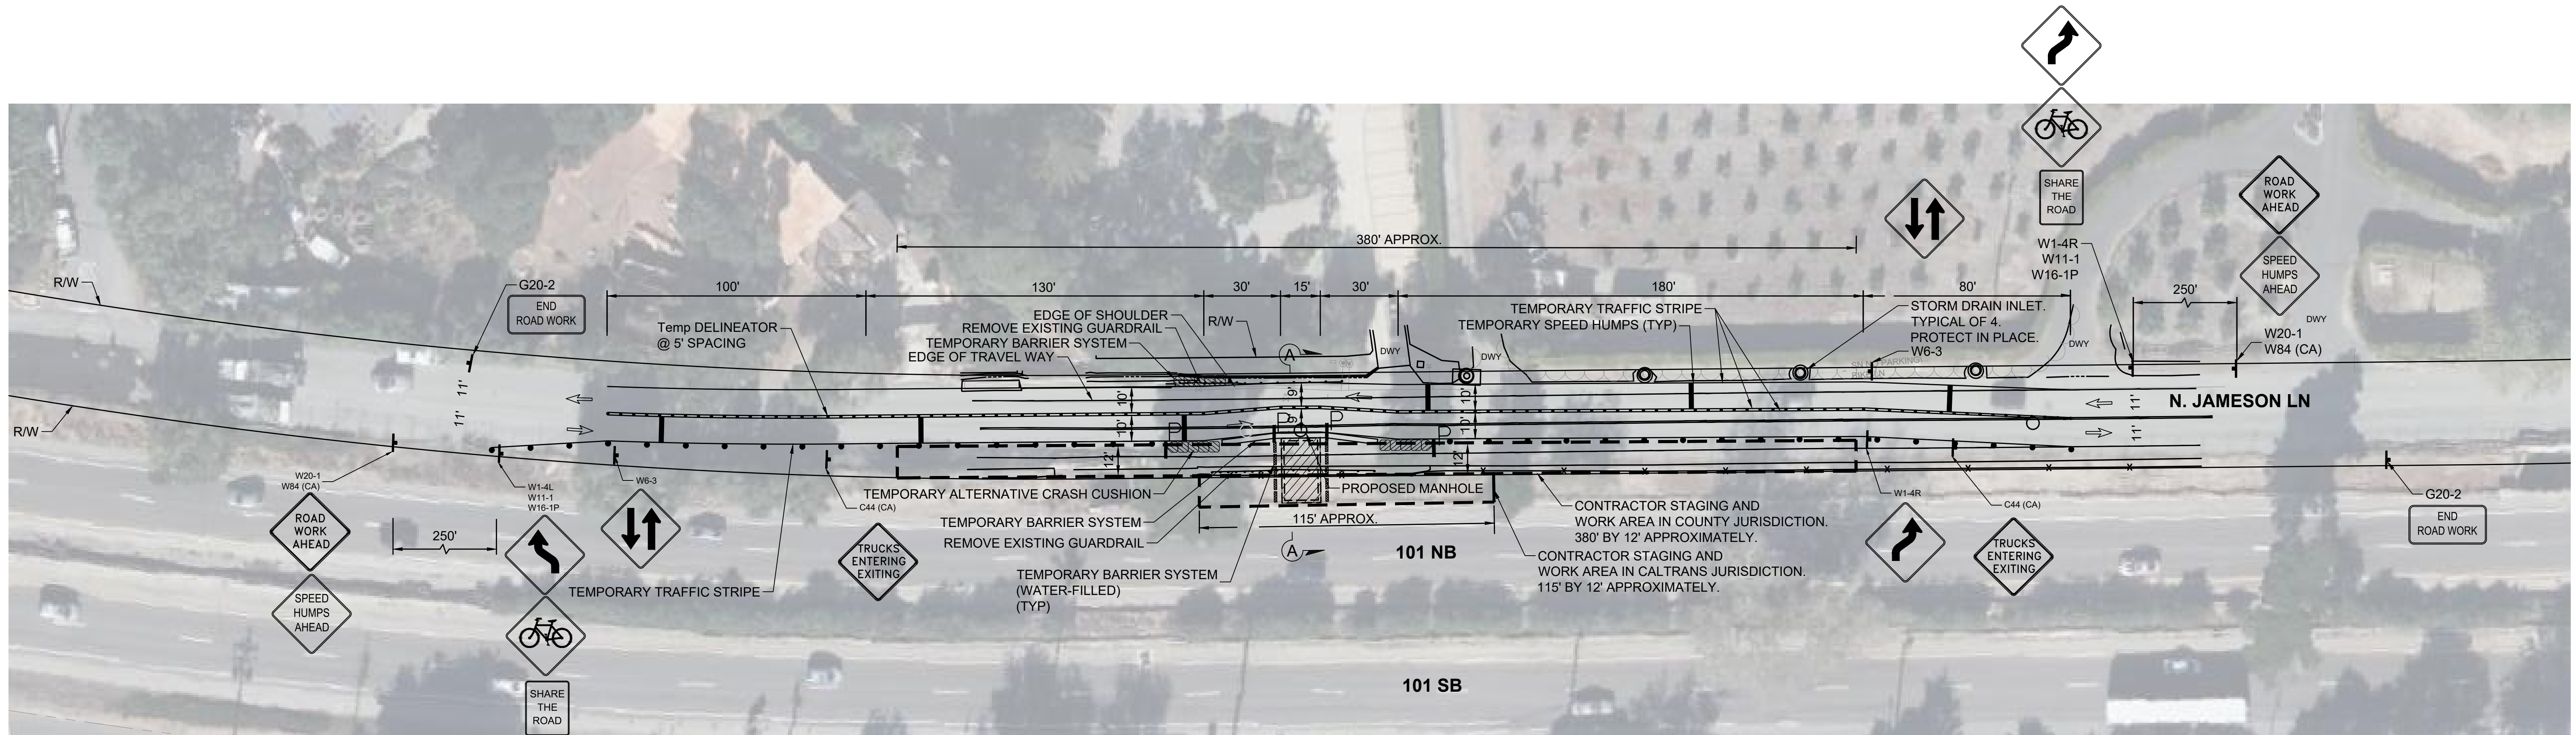 SHARE
THE
ROAD
ROAD
WORK
AHEAD
SPEED
HUMPS
AHEAD
W1-4R
W11-1
W16-1P
250'
DWY
W20-1
W84 (CA)
380' APPROX.
R/W
G20-2
END
ROAD WORK
100'
130'
30'
15'
30'
180'
80'
Temp DELINEATOR
@ 5' SPACING
EDGE OF SHOULDER
REMOVE EXISTING GUARDRAIL
TEMPORARY BARRIER SYSTEM
EDGE OF TRAVEL WAY
R/W
A
DWY
DWY
TEMPORARY TRAFFIC STRIPE
TEMPORARY SPEED HUMPS (TYP)
STORM DRAIN INLET.
TYPICAL OF 4.
PROTECT IN PLACE.
W6-3
DWY
11'
11'
R/W
10'
10'
9'
9'
10'
10'
12'
12'
P
P
P
P
11'
11'
N. JAMESON LN
W20-1
W84 (CA)
ROAD
WORK
AHEAD
SPEED
HUMPS
AHEAD
250'
W1-4L
W11-1
W16-1P
SHARE
THE
ROAD
W6-3
TEMPORARY TRAFFIC STRIPE
C44 (CA)
TRUCKS
ENTERING
EXITING
TEMPORARY ALTERNATIVE CRASH CUSHION
TEMPORARY BARRIER SYSTEM
REMOVE EXISTING GUARDRAIL
TEMPORARY BARRIER SYSTEM
(WATER-FILLED)
(TYP)
PROPOSED MANHOLE
115' APPROX.
A
CONTRACTOR STAGING AND
WORK AREA IN COUNTY JURISDICTION.
380' BY 12' APPROXIMATELY.
CONTRACTOR STAGING AND
WORK AREA IN CALTRANS JURISDICTION.
115' BY 12' APPROXIMATELY.
W1-4R
C44 (CA)
TRUCKS
ENTERING
EXITING
G20-2
END
ROAD WORK
101 NB
101 SB